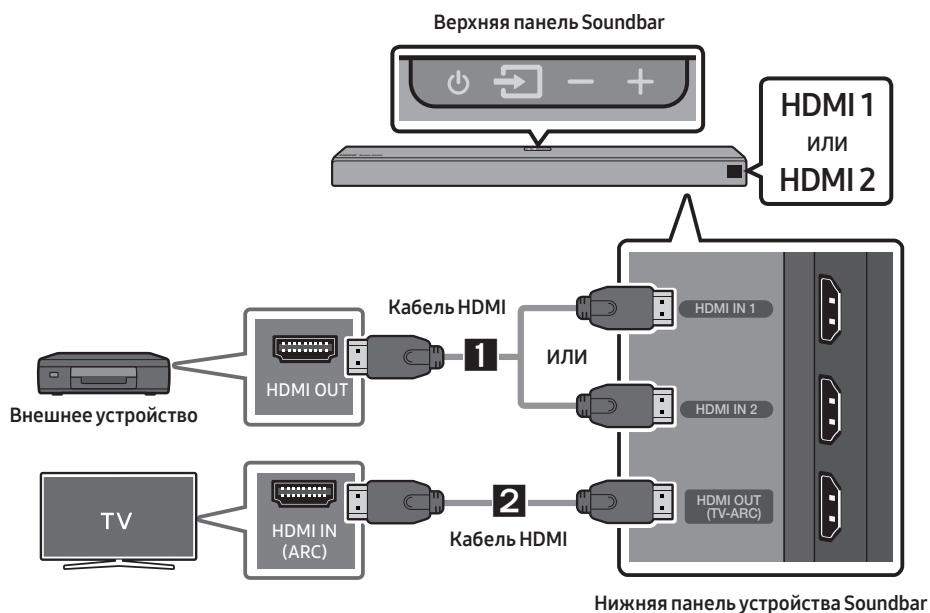 Верхняя панель Soundbar
HDMI 1
или
HDMI 2
Кабель HDMI
HDMI IN 1
1
ИЛИ
HDMI OUT
HDMI IN 2
Внешнее устройство
TV
HDMI IN
(ARC)
2
Кабель HDMI
HDMI OUT
(TV-ARC)
Нижняя панель устройства Soundbar